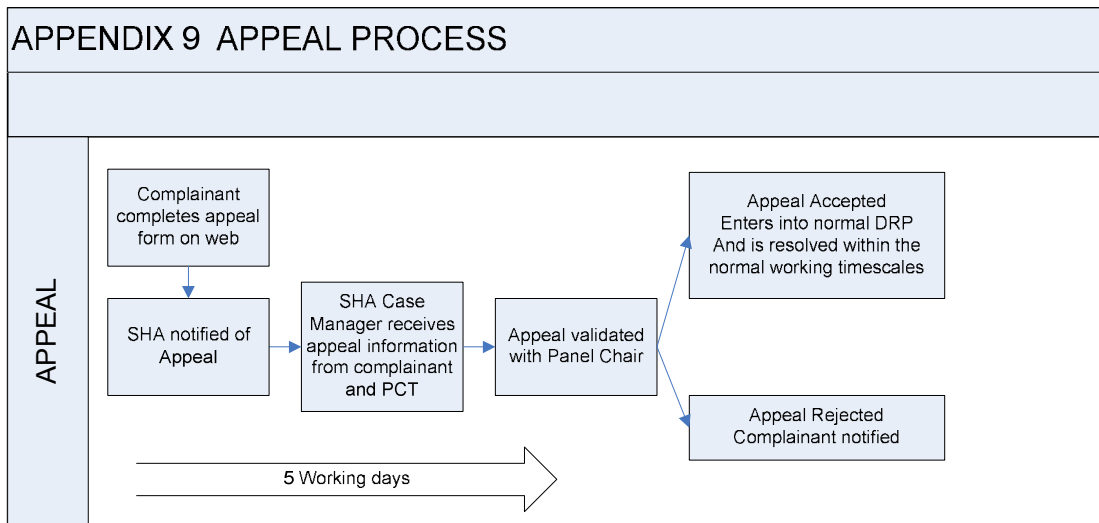 APPENDIX 9  APPEAL PROCESS
APPEAL
Complainant
completes appeal
form on web
SHA notified of
Appeal
SHA Case
Manager receives
appeal information
from complainant
and PCT
Appeal validated
with Panel Chair
Appeal Accepted
Enters into normal DRP
And is resolved within the
normal working timescales
Appeal Rejected
Complainant notified
5 Working days